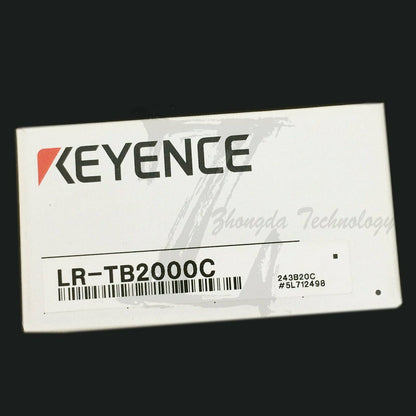 KEYENCE
Zhongda Technology
LR-TB2000C
243B20C
#5L712498